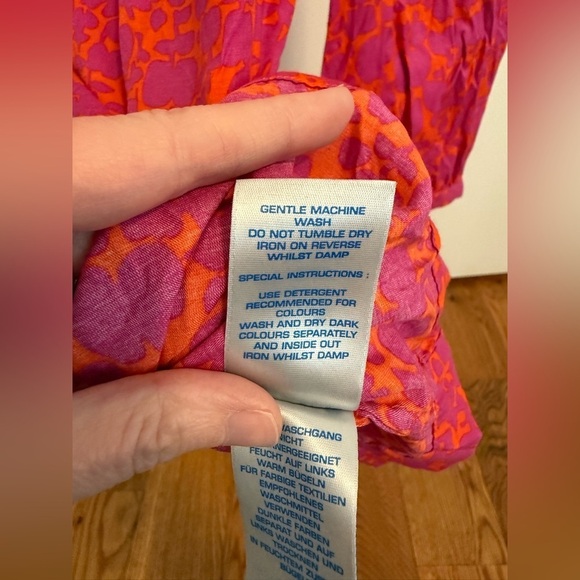 GENTLE MACHINE
WASH
DO NOT TUMBLE DRY
IRON ON REVERSE
WHILST DAMP
SPECIAL INSTRUCTIONS :
USE DETERGENT
RECOMMENDED FOR
COLOURS
WASH AND DRY DARK
COLOURS SEPARATELY
AND INSIDE OUT
IRON WHILST DAMP
FEUCHT AUF LINKS
WARM BÜGELN
FÜR FARBIGE TEXTILIEN
EMPFOHLENES
WASCHMITTEL
VERWENDEN
DUNKLE FARBEN
SEPARAT UND AUF
LINKS WASCHEN UND
TROCKNEN
IN FEUCHTEM